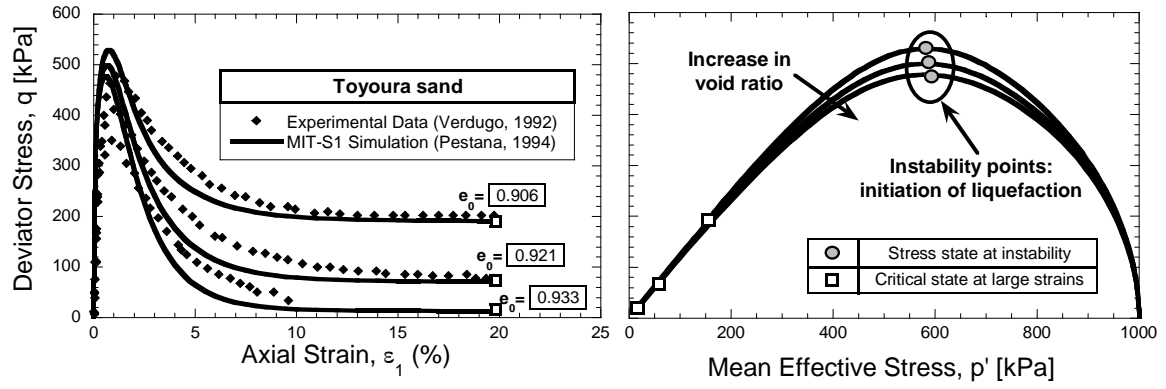 600
500
400
300
200
100
0
Deviator Stress, q [kPa]
Toyoura sand
Experimental Data (Verdugo, 1992)
MIT-S1 Simulation (Pestana, 1994)
e0= 0.906
e0= 0.921
e0= 0.933
0 5 10 15 20 25
Axial Strain, ε1 (%)
Increase in
void ratio
Instability points:
initiation of liquefaction
Stress state at instability
Critical state at large strains
0 200 400 600 800 1000
Mean Effective Stress, p' [kPa]